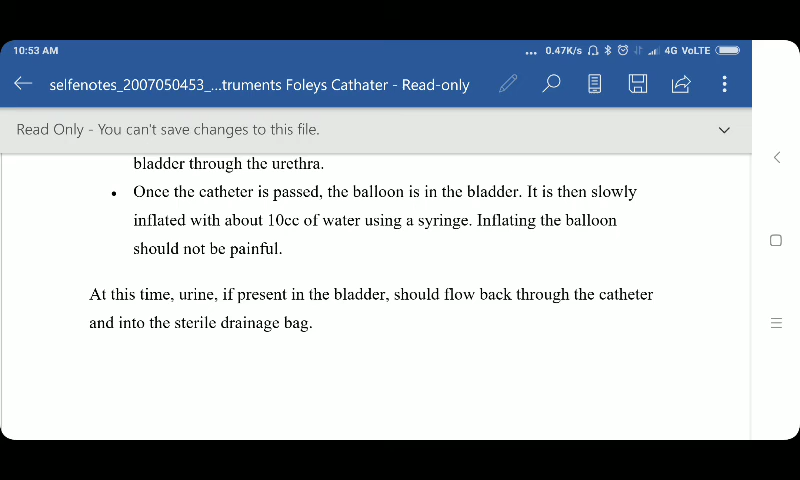 10:53 AM
... 0.47K/s 4G VoLTE
selfenotes_2007050453_...truments Foleys Cathater - Read-only
Read Only - You can't save changes to this file.
bladder through the urethra.
• Once the catheter is passed, the balloon is in the bladder. It is then slowly
inflated with about 10cc of water using a syringe. Inflating the balloon
should not be painful.
At this time, urine, if present in the bladder, should flow back through the catheter
and into the sterile drainage bag.